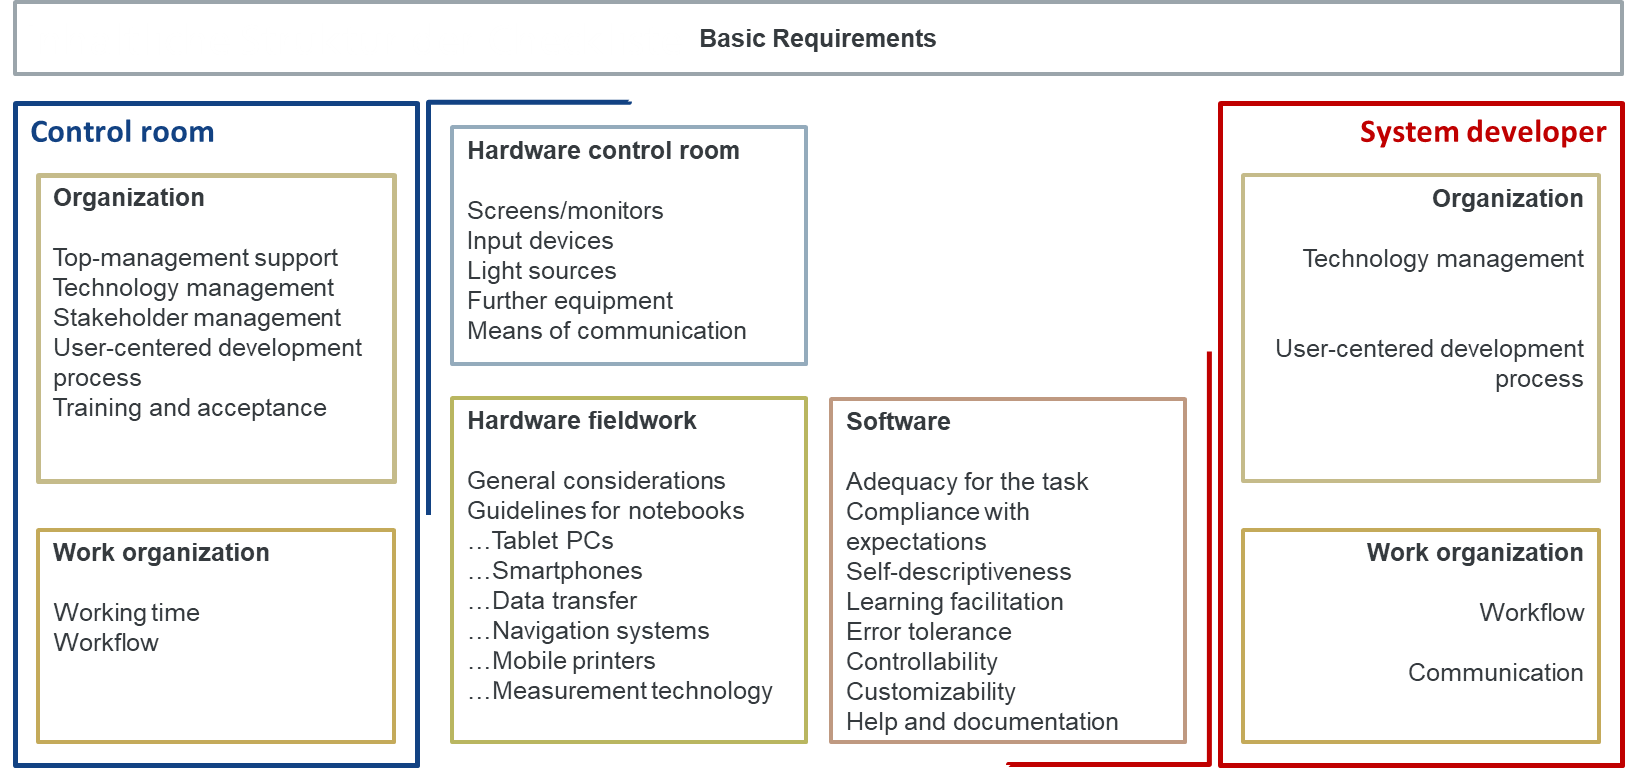 Basic Requirements
Control room
Organization
Top-management support
Technology management
Stakeholder management
User-centered development
process
Training and acceptance
Work organization
Working time
Workflow
Hardware control room
Screens/monitors
Input devices
Light sources
Further equipment
Means of communication
Hardware fieldwork
General considerations
Guidelines for notebooks
…Tablet PCs
…Smartphones
…Data transfer
…Navigation systems
…Mobile printers
…Measurement technology
Software
Adequacy for the task
Compliance with
expectations
Self-descriptiveness
Learning facilitation
Error tolerance
Controllability
Customizability
Help and documentation
System developer
Organization
Technology management
User-centered development
process
Work organization
Workflow
Communication